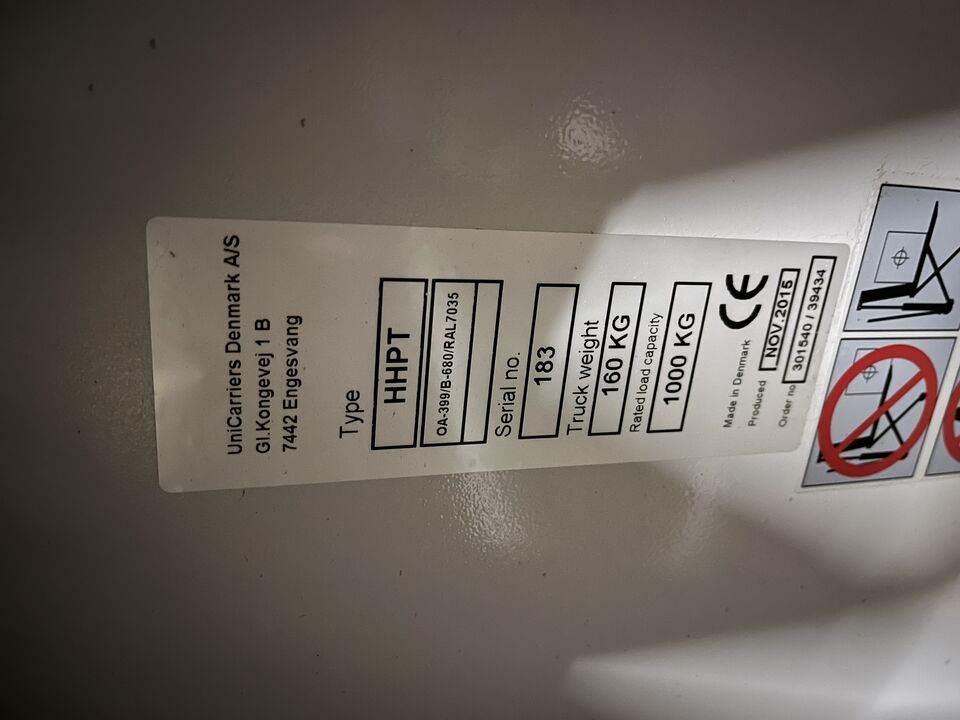 UniCarriers Denmark A/S
Gl.Kongevej 1 B
7442 Engesvang
Type
HHPT
OA-399/B-680/RAL7035
Serial no.
183
Truck weight
160 KG
Rated load capacity
1000 KG
Made in Denmark CE
Produced NOV.2015
Order no 301540 / 39434